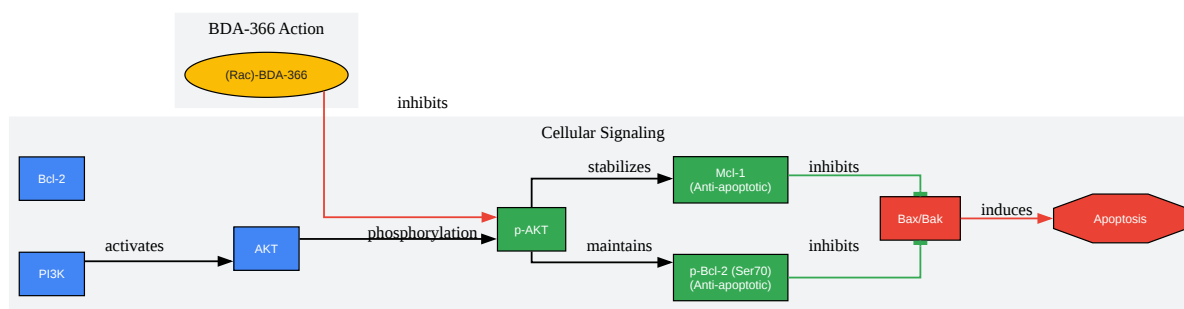 BDA-366 Action
(Rac)-BDA-366
inhibits
Cellular Signaling
Bcl-2
stabilizes
Mcl-1
(Anti-apoptotic)
inhibits
Bax/Bak
induces
Apoptosis
PI3K
activates
AKT
phosphorylation
p-AKT
maintains
p-Bcl-2 (Ser70)
(Anti-apoptotic)
inhibits